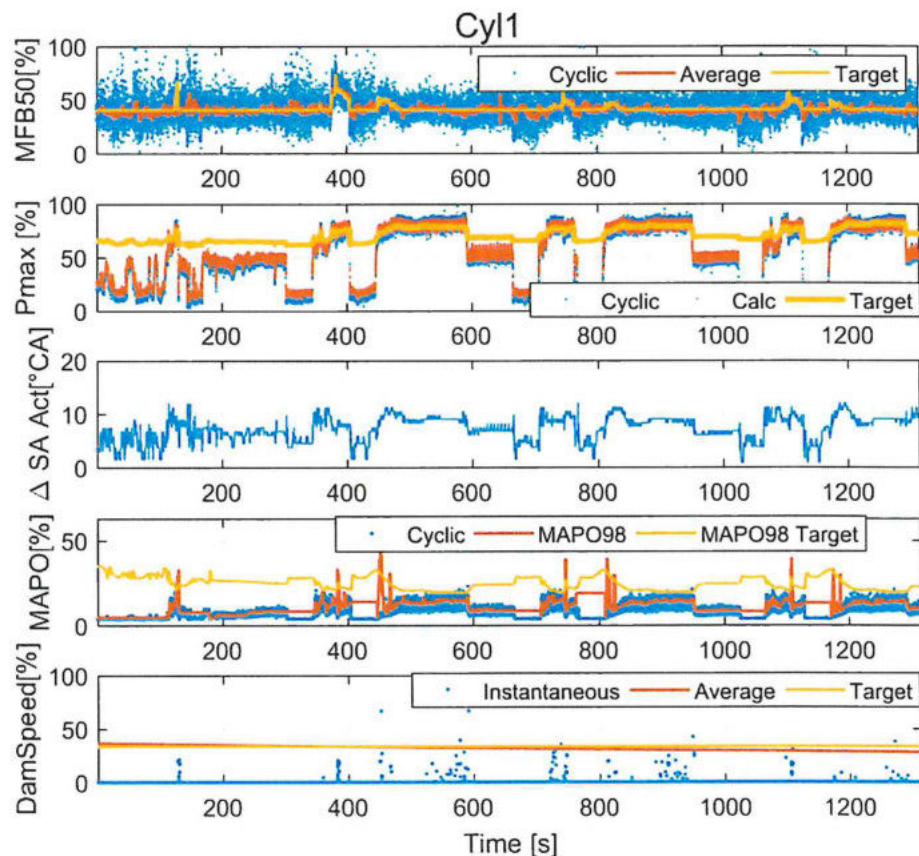 Cyl1
MFB50[%]
100
50
0
Cyclic Average Target
200 400 600 800 1000 1200
Pmax [%]
100
50
0
Cyclic Calc Target
200 400 600 800 1000 1200
Δ SA Act[°CA]
20
10
0
200 400 600 800 1000 1200
MAPO[%]
50
0
Cyclic MAPO98 MAPO98 Target
200 400 600 800 1000 1200
DamSpeed[%]
100
50
0
Instantaneous Average Target
200 400 600 800 1000 1200
Time [s]